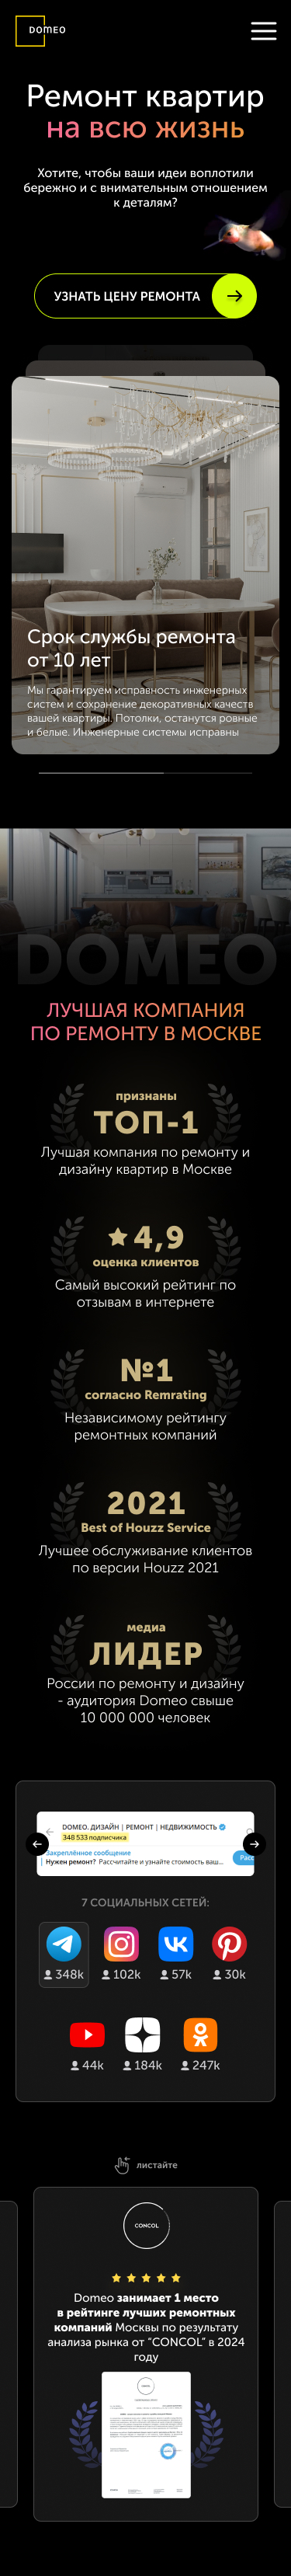 DOMEO
Ремонт квартир
на всю жизнь
Хотите, чтобы ваши идеи воплотили
бережно и с внимательным отношением
к деталям?
УЗНАТЬ ЦЕНУ РЕМОНТА
Срок службы ремонта
от 10 лет
Мы гарантируем исправность инженерных
систем и сохранение декоративных качеств
вашей квартиры. Потолки, останутся ровные
и белые. Инженерные системы исправны
DOMEO
ЛУЧШАЯ КОМПАНИЯ
ПО РЕМОНТУ В МОСКВЕ
признаны
ТОП-1
Лучшая компания по ремонту и
дизайну квартир в Москве
4,9
оценка клиентов
Самый высокий рейтинг по
отзывам в интернете
№1
согласно Remrating
Независимому рейтингу
ремонтных компаний
2021
Best of Houzz Service
Лучшее обслуживание клиентов
по версии Houzz 2021
медиа
ЛИДЕР
России по ремонту и дизайну
- аудитория Domeo свыше
10 000 000 человек
DOMEO. ДИЗАЙН | РЕМОНТ | НЕДВИЖИМОСТЬ
348 533 подписчика
Закреплённое сообщение
Нужен ремонт? Рассчитайте и узнайте стоимость ваш...
Расс
7 СОЦИАЛЬНЫХ СЕТЕЙ:
348k 102k 57k 30k
44k 184k 247k
листайте
CONCOL
Domeo занимает 1 место
в рейтинге лучших ремонтных
компаний Москвы по результату
анализа рынка от “CONCOL” в 2024
году